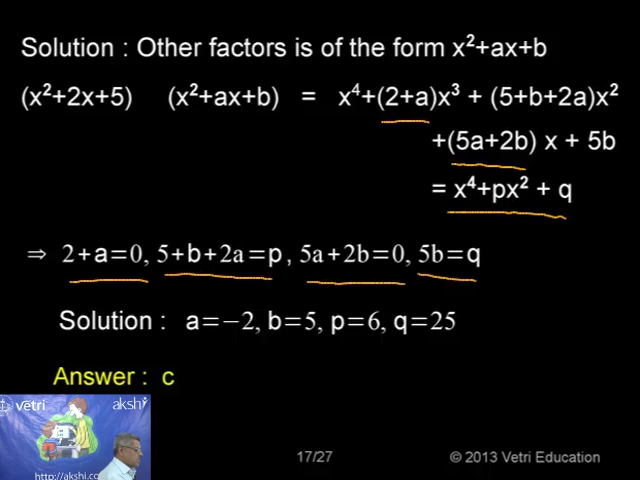 Solution : Other factors is of the form x²+ax+b
(x²+2x+5) (x²+ax+b) = x⁴+(2+a)x³ + (5+b+2a)x²
+(5a+2b) x + 5b
= x⁴+px² + q
⇒ 2+a=0, 5+b+2a=p, 5a+2b=0, 5b=q
Solution : a=−2, b=5, p=6, q=25
Answer : c
vetri akshi
http://akshi.co
17/27 © 2013 Vetri Education